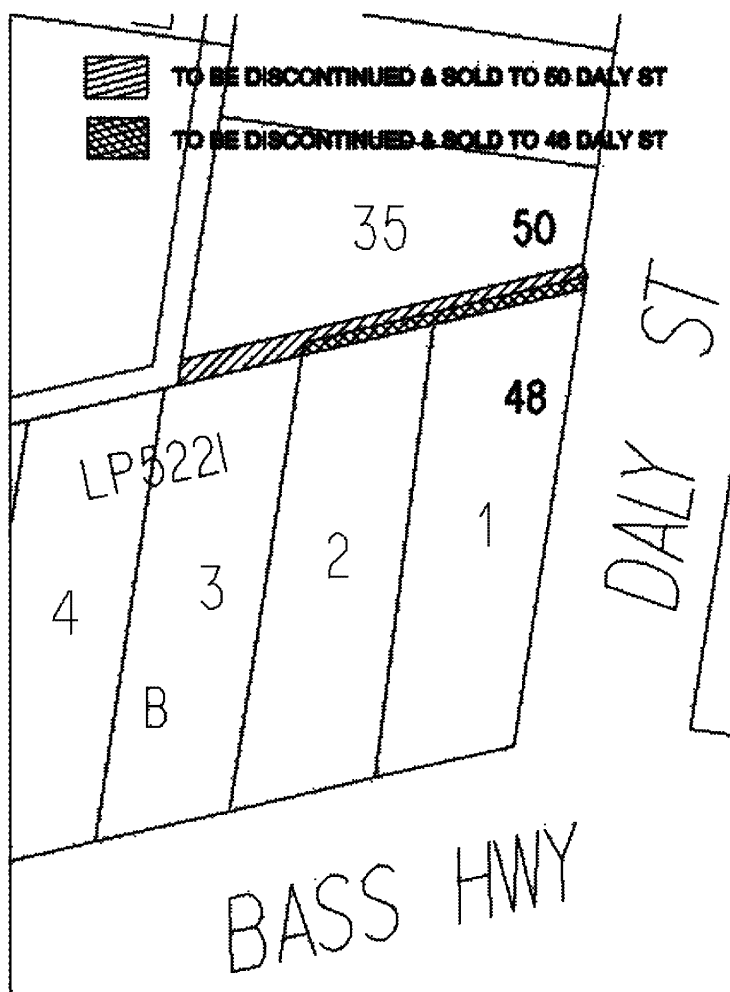 TO BE DISCONTINUED & SOLD TO 50 DALY ST
TO BE DISCONTINUED & SOLD TO 48 DALY ST
35
50
48
LP5221
1
2
3
4
B
DALY ST
BASS HWY